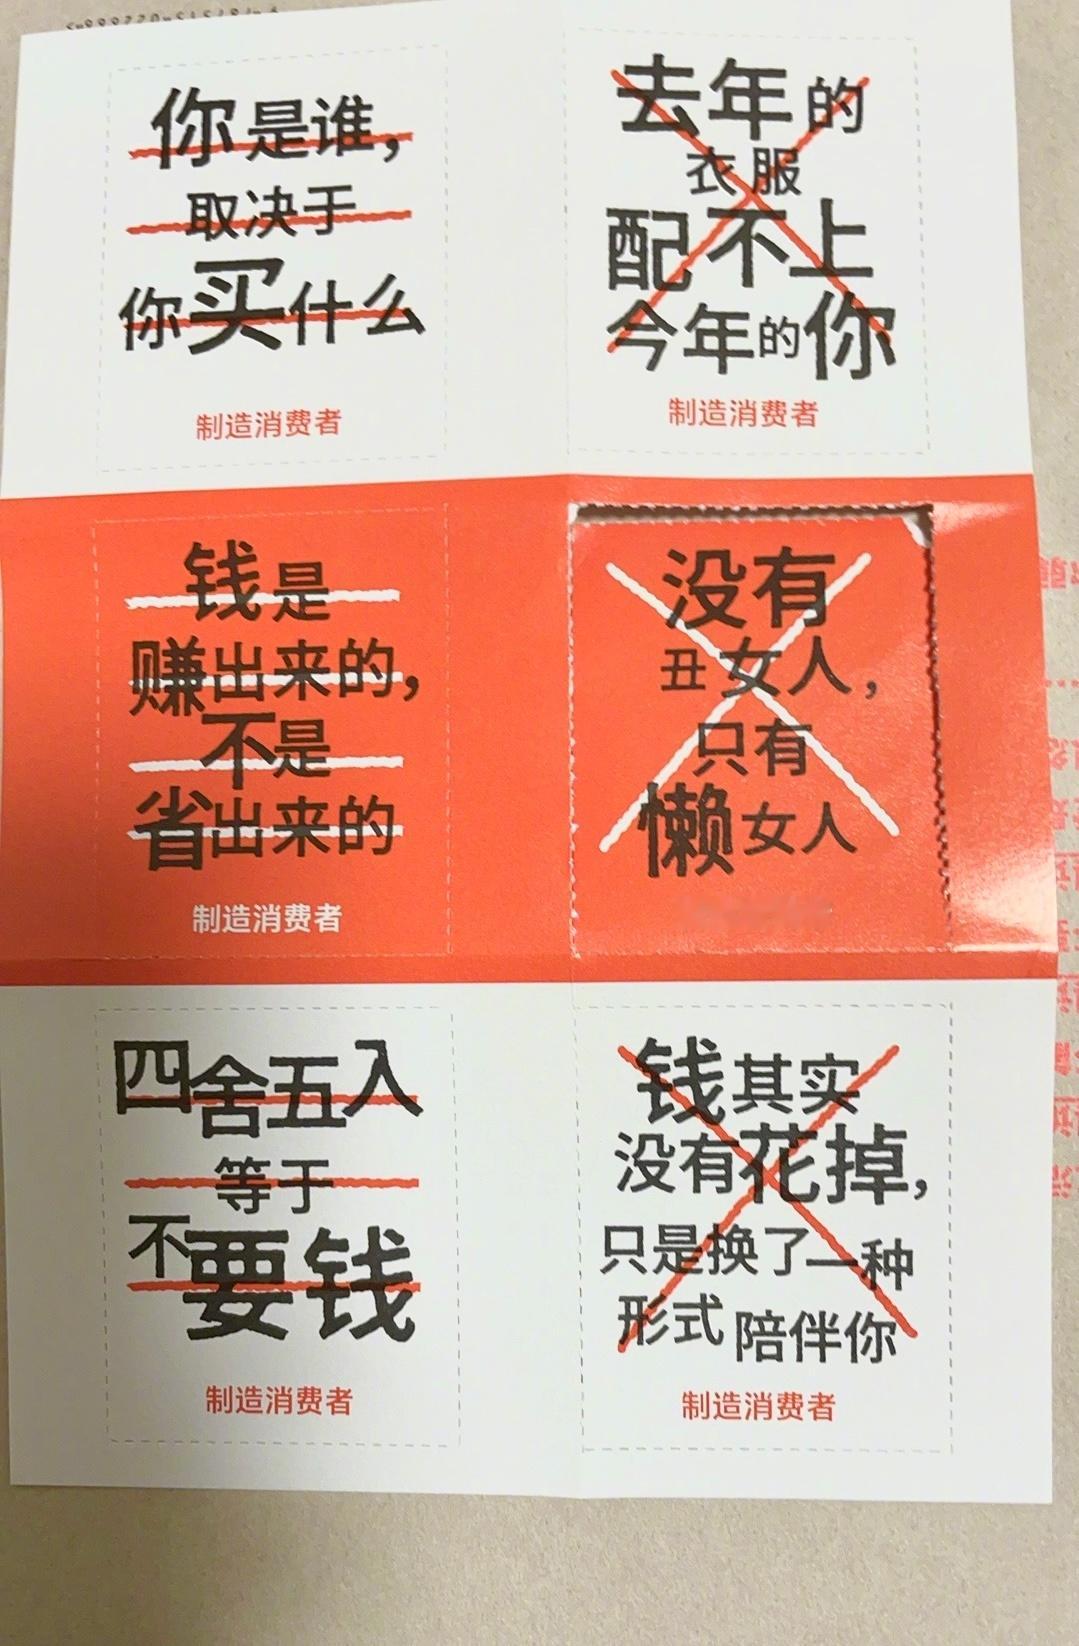 你是谁，
取决于
你买什么
制造消费者
去年的
衣服
配不上
今年的你
制造消费者
钱是
赚出来的，
不是
省出来的
制造消费者
没有
丑女人，
只有
懒女人
四舍五入
等于
不要钱
制造消费者
钱其实
没有花掉，
只是换了一种
形式陪伴你
制造消费者